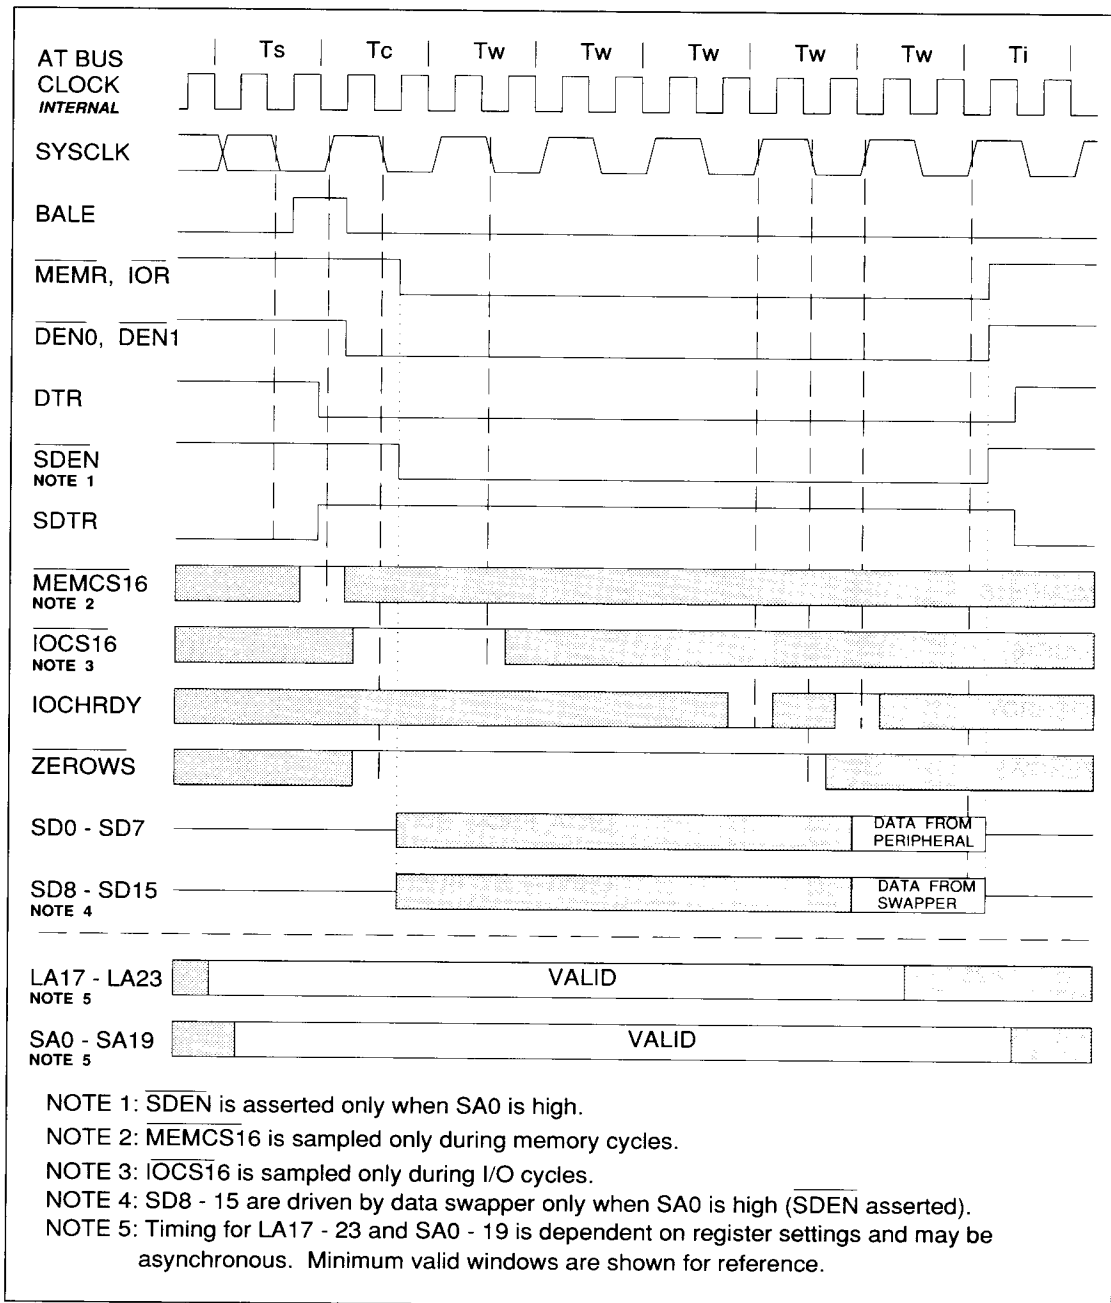 Ts Tc Tw Tw Tw Tw Tw Ti
AT BUS
CLOCK
INTERNAL
SYSCLK
BALE
MEMR, IOR
DEN0, DEN1
DTR
SDEN
NOTE 1
SDTR
MEMCS16
NOTE 2
IOCS16
NOTE 3
IOCHRDY
ZEROWS
SD0 - SD7
DATA FROM
PERIPHERAL
SD8 - SD15
NOTE 4
DATA FROM
SWAPPER
LA17 - LA23
NOTE 5
VALID
SA0 - SA19
NOTE 5
VALID
NOTE 1: SDEN is asserted only when SA0 is high.
NOTE 2: MEMCS16 is sampled only during memory cycles.
NOTE 3: IOCS16 is sampled only during I/O cycles.
NOTE 4: SD8 - 15 are driven by data swapper only when SA0 is high (SDEN asserted).
NOTE 5: Timing for LA17 - 23 and SA0 - 19 is dependent on register settings and may be
asynchronous. Minimum valid windows are shown for reference.